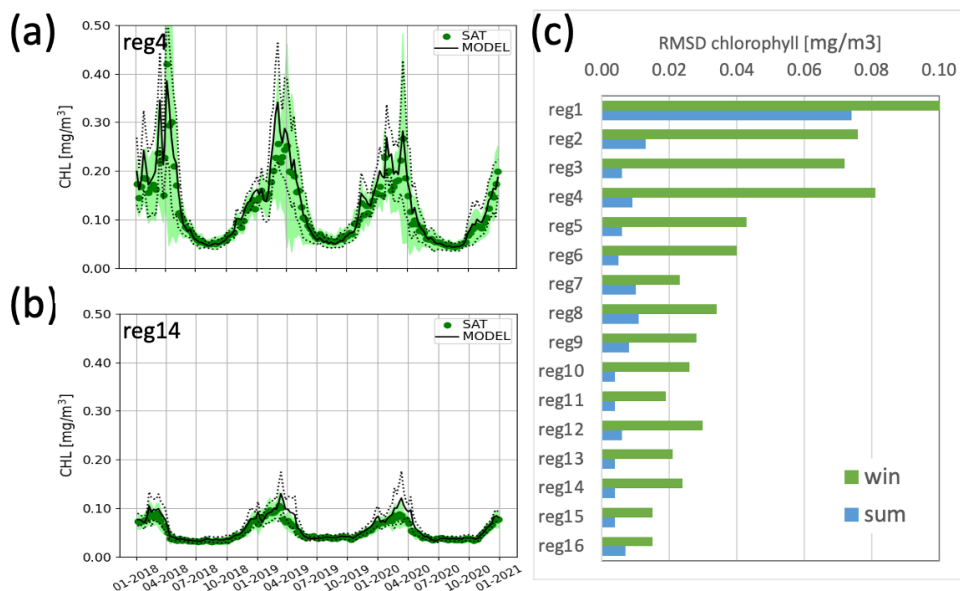 (a)
reg4
SAT
MODEL
CHL [mg/m³]
0.50
0.40
0.30
0.20
0.10
0.00
(b)
reg14
SAT
MODEL
CHL [mg/m³]
0.50
0.40
0.30
0.20
0.10
0.00
01-2018
04-2018
07-2018
10-2018
01-2019
04-2019
07-2019
10-2019
01-2020
04-2020
07-2020
10-2020
01-2021
(c)
RMSD chlorophyll [mg/m3]
0.00 0.02 0.04 0.06 0.08 0.10
reg1
reg2
reg3
reg4
reg5
reg6
reg7
reg8
reg9
reg10
reg11
reg12
reg13
reg14
reg15
reg16
win
sum